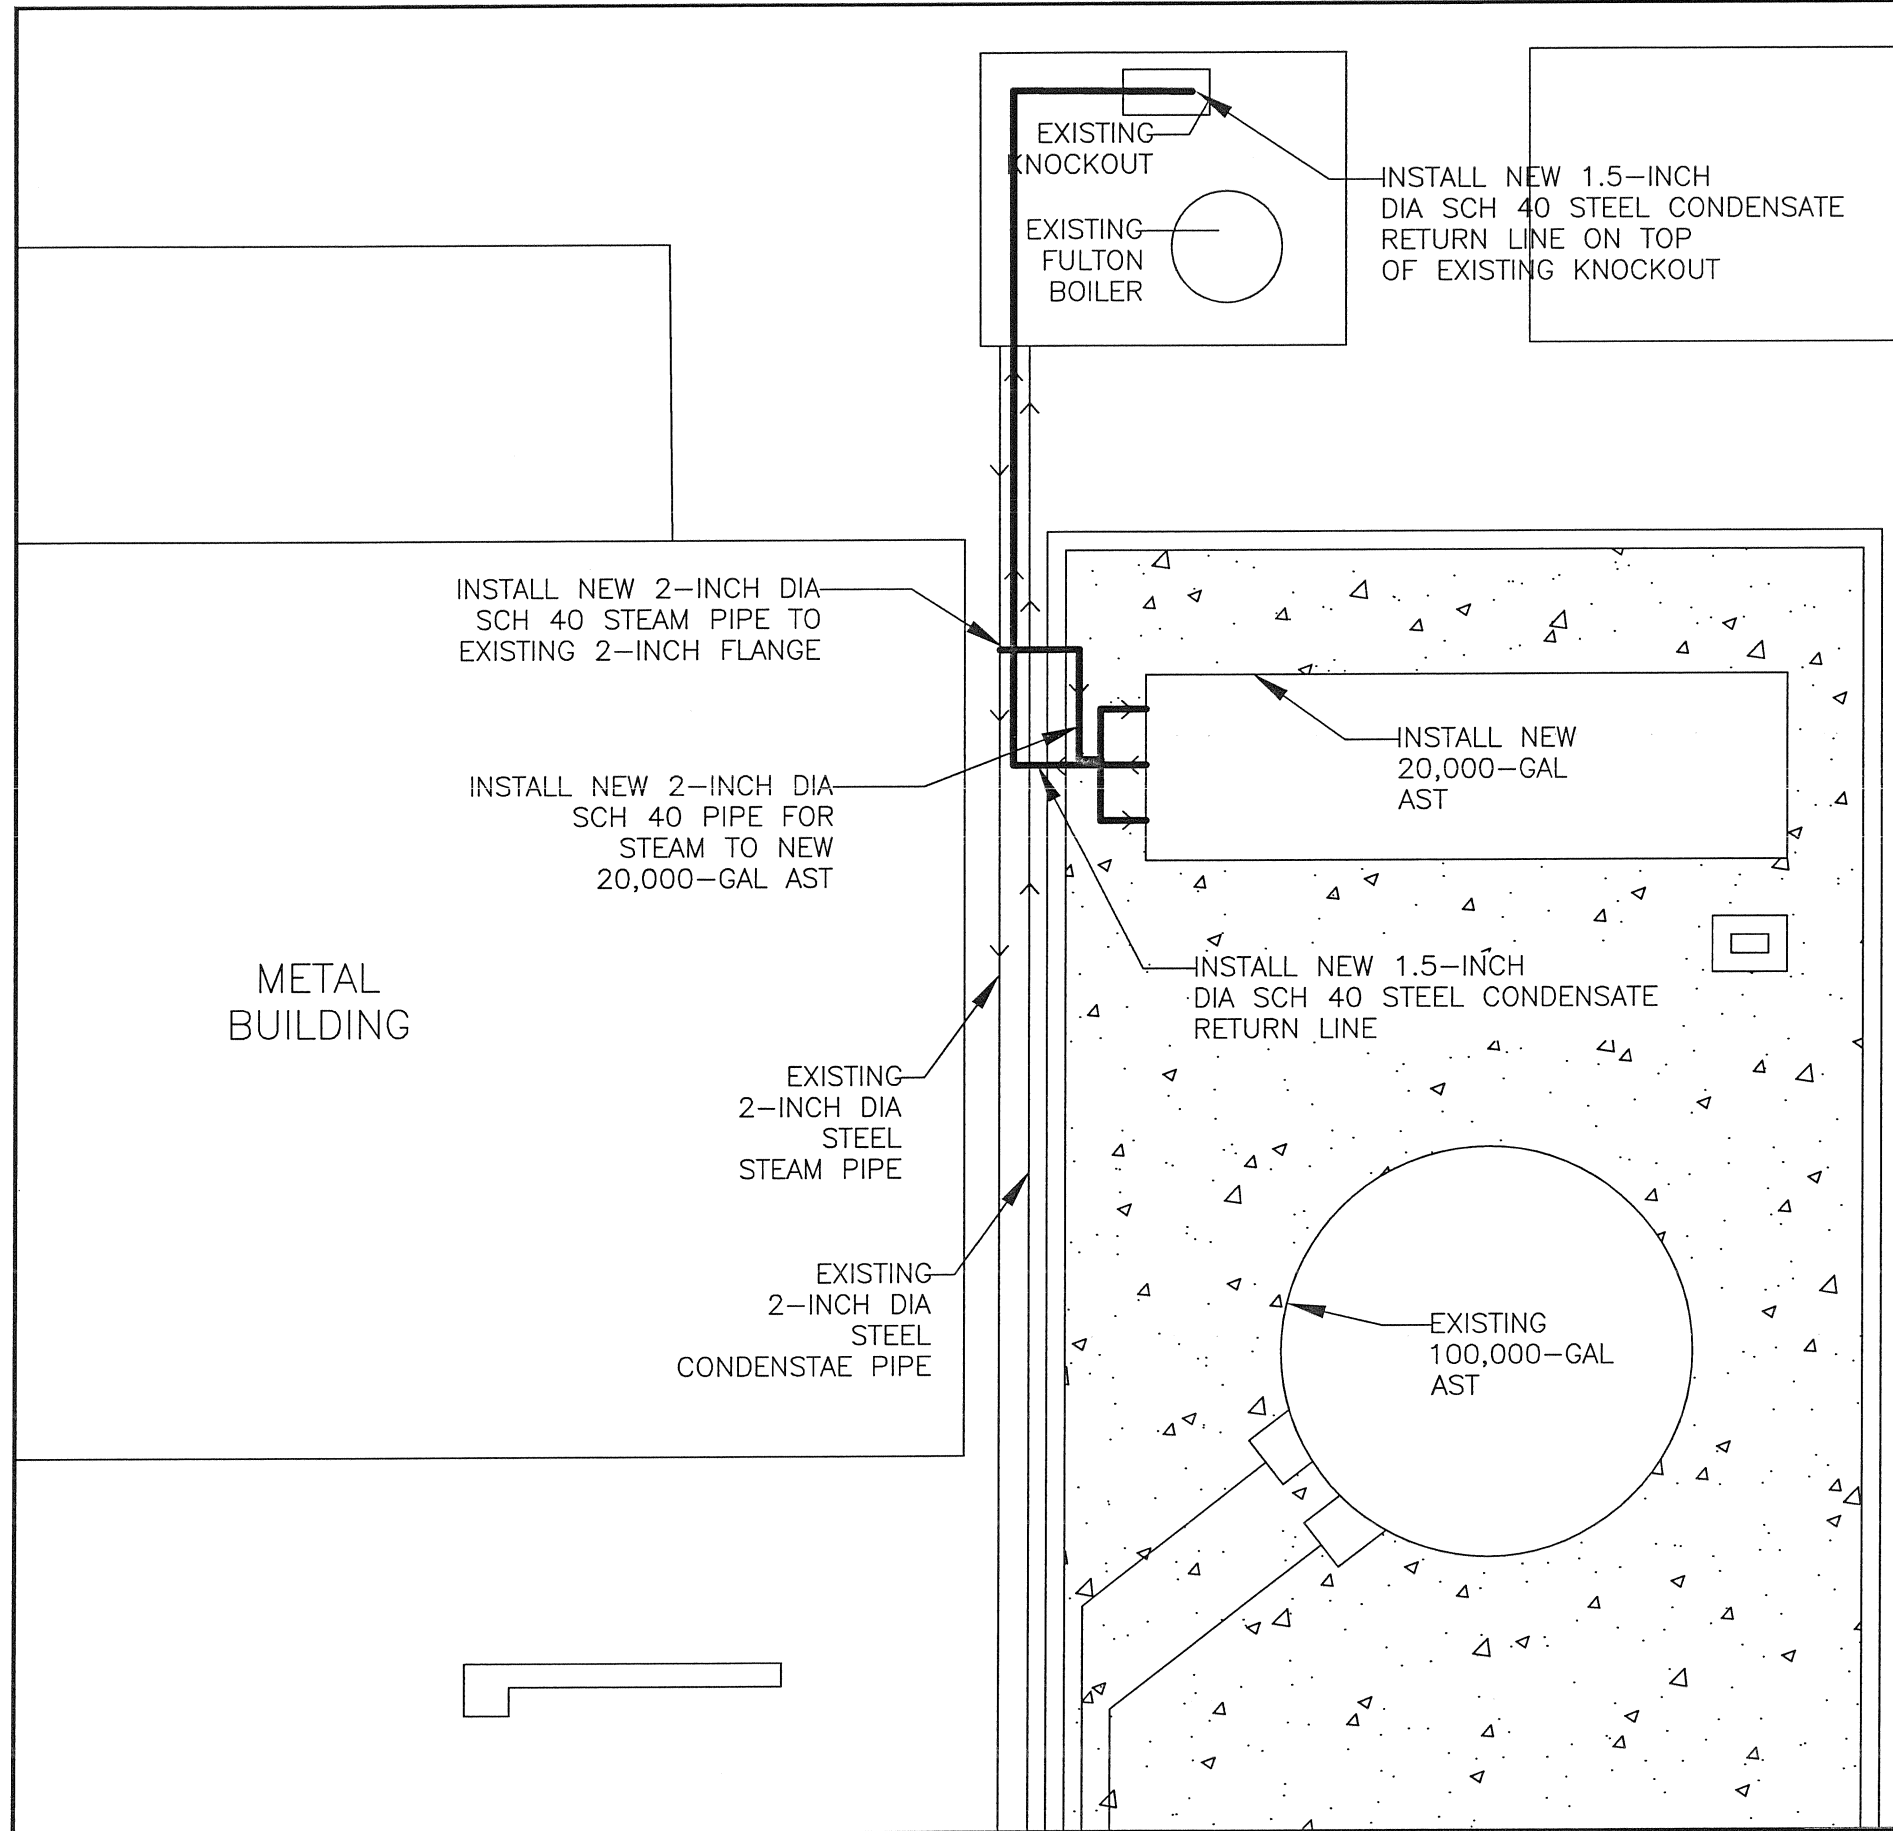 EXISTING
KNOCKOUT
INSTALL NEW 1.5-INCH
DIA SCH 40 STEEL CONDENSATE
RETURN LINE ON TOP
OF EXISTING KNOCKOUT
EXISTING
FULTON
BOILER
INSTALL NEW 2-INCH DIA
SCH 40 STEAM PIPE TO
EXISTING 2-INCH FLANGE
INSTALL NEW
20,000-GAL
AST
INSTALL NEW 2-INCH DIA
SCH 40 PIPE FOR
STEAM TO NEW
20,000-GAL AST
METAL
BUILDING
INSTALL NEW 1.5-INCH
DIA SCH 40 STEEL CONDENSATE
RETURN LINE
EXISTING
2-INCH DIA
STEEL
STEAM PIPE
EXISTING
2-INCH DIA
STEEL
CONDENSTAE PIPE
EXISTING
100,000-GAL
AST